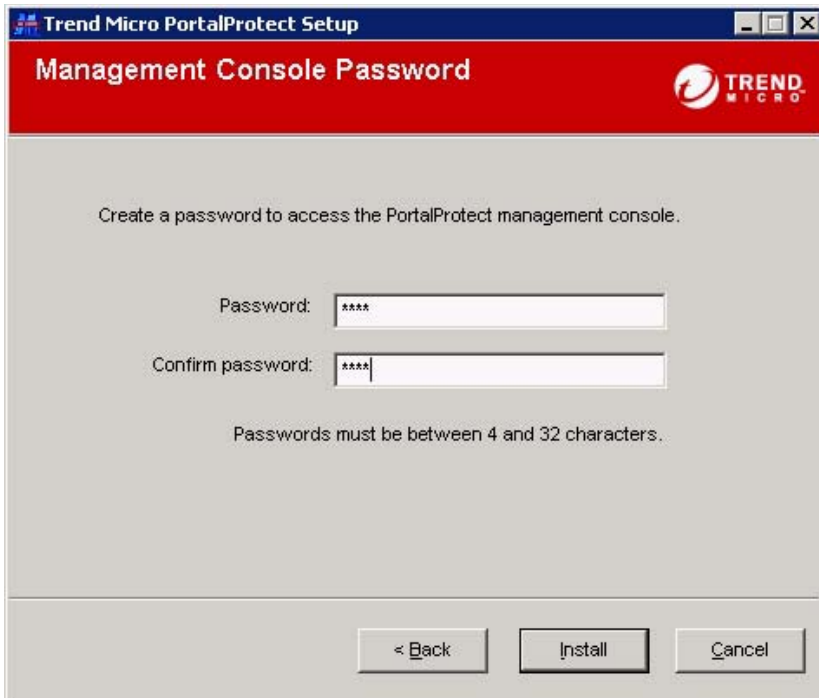 Trend Micro PortalProtect Setup
Management Console Password
TREND
MICRO
Create a password to access the PortalProtect management console.
Password: ****
Confirm password: ****
Passwords must be between 4 and 32 characters.
< Back Install Cancel